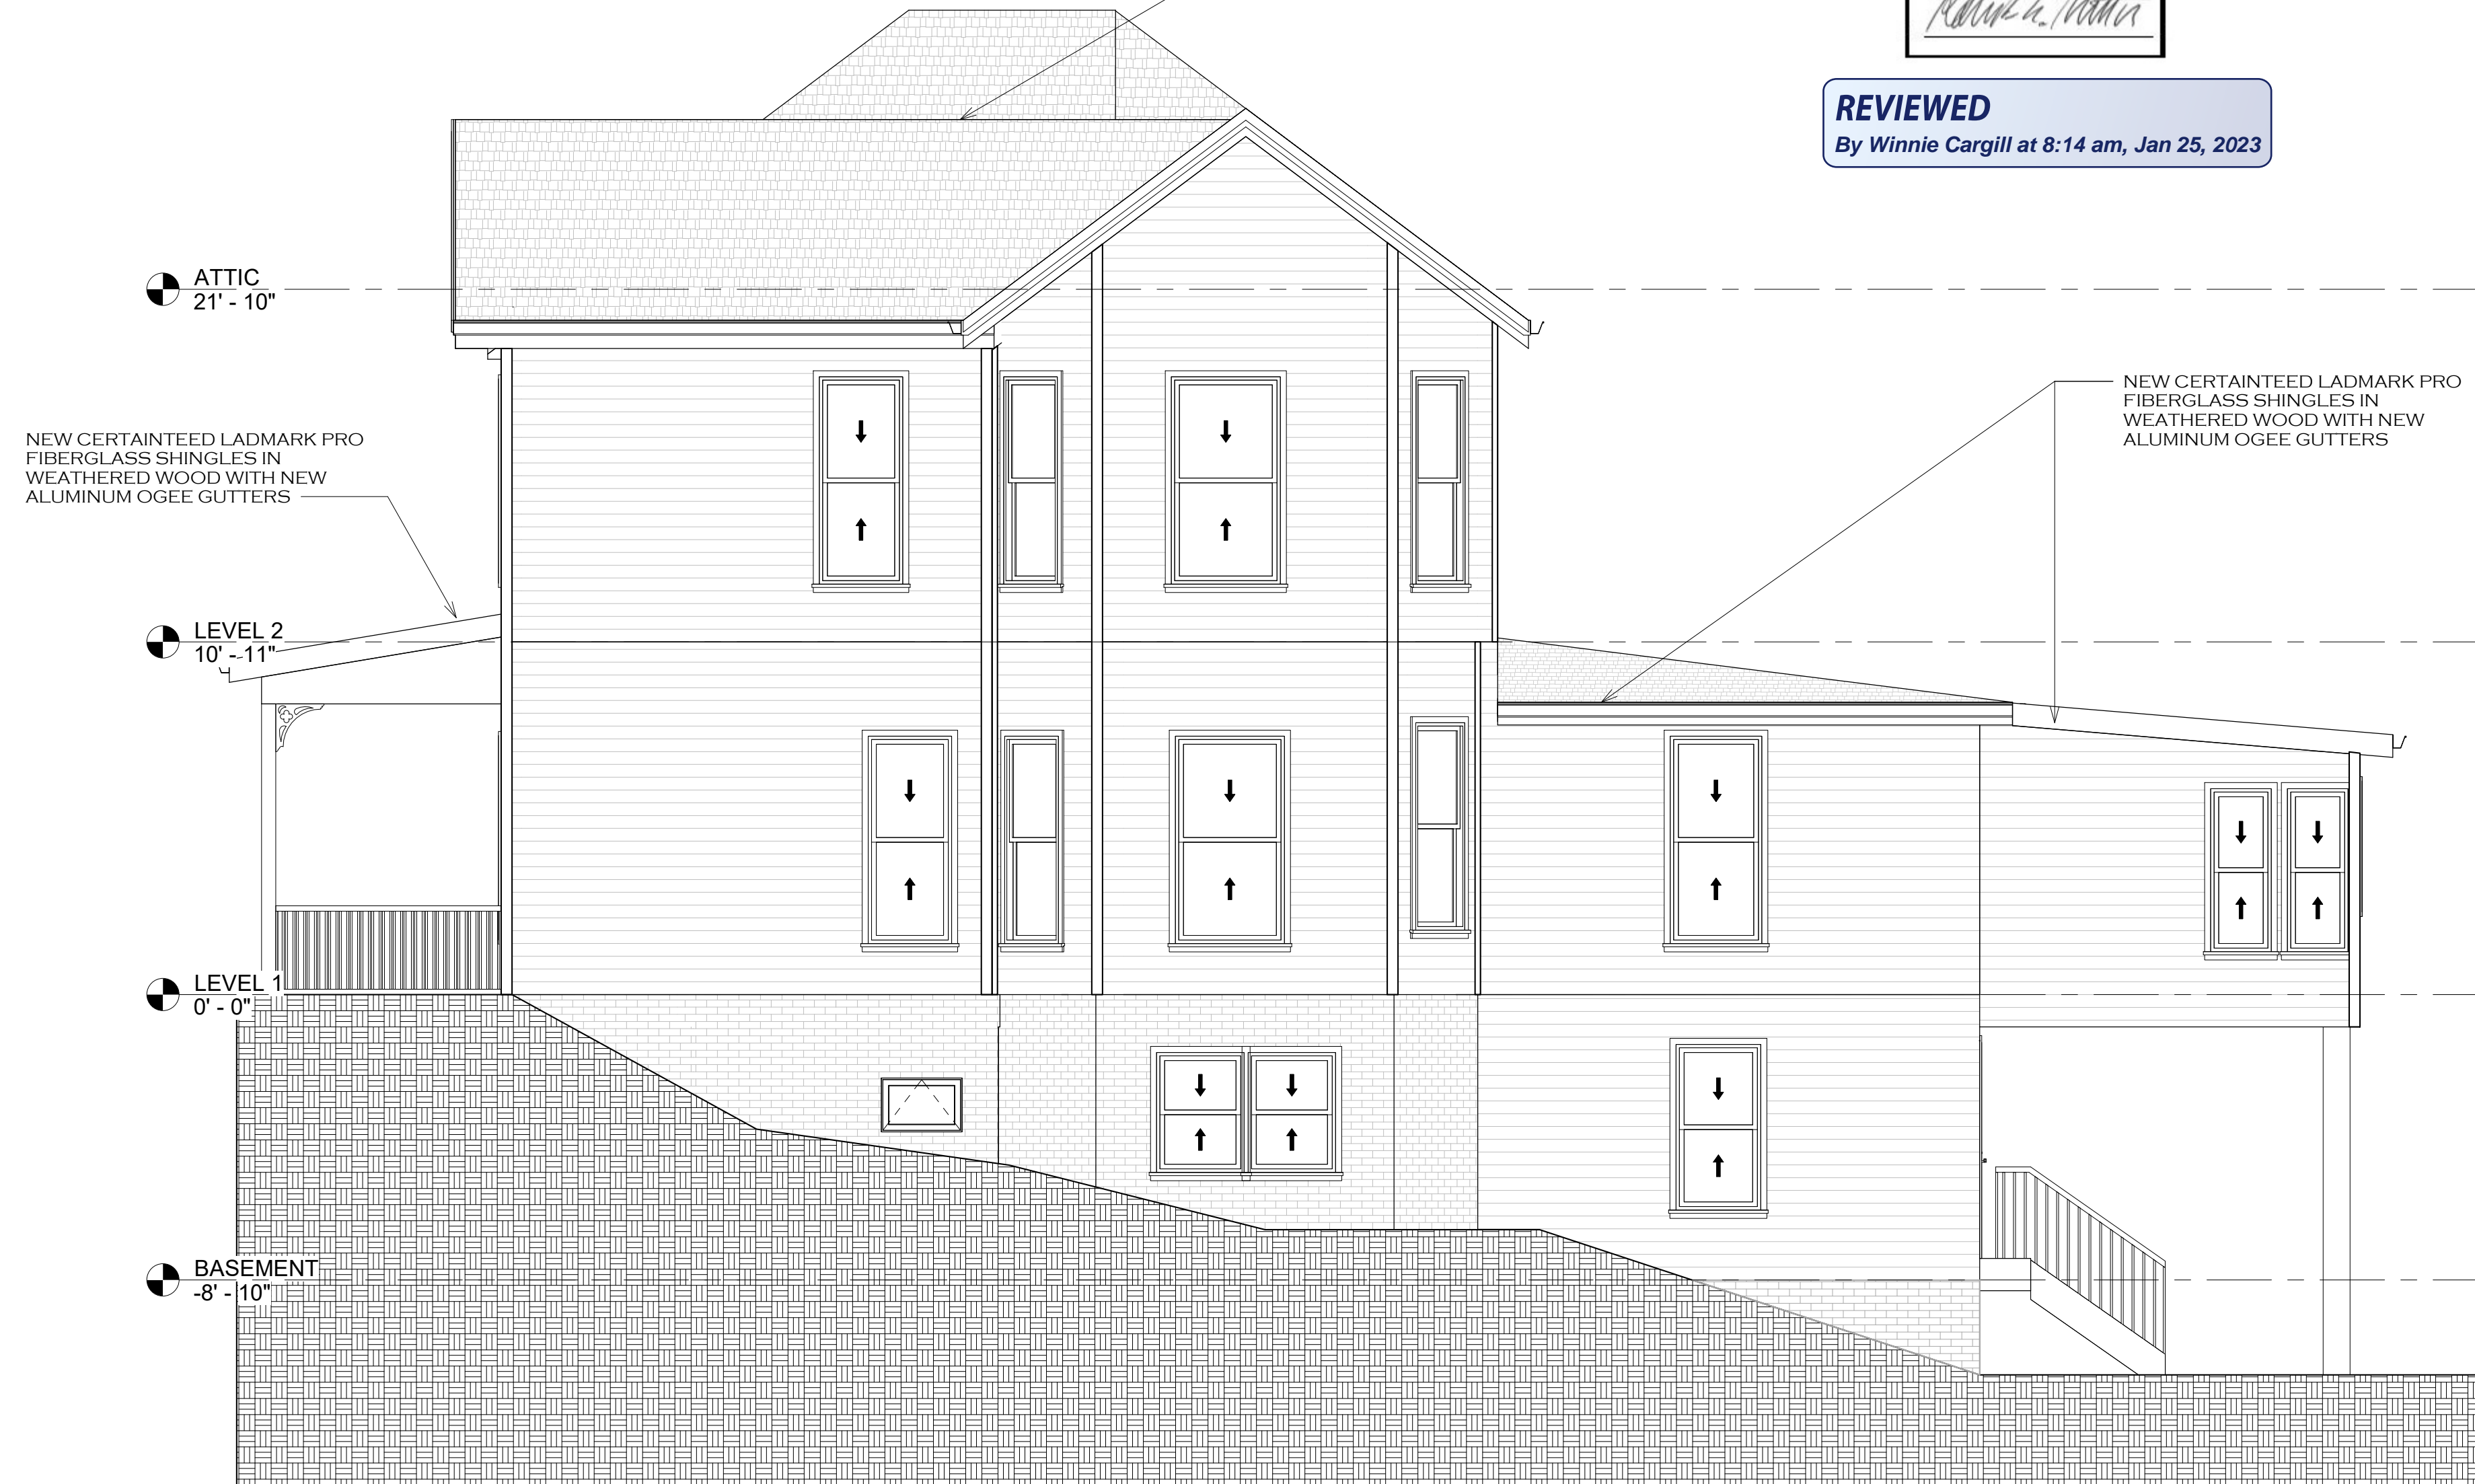 REVIEWED
By Winnie Cargill at 8:14 am, Jan 25, 2023
ATTIC
21' - 10"
NEW CERTAINTEED LADMARK PRO
FIBERGLASS SHINGLES IN
WEATHERED WOOD WITH NEW
ALUMINUM OGEE GUTTERS
NEW CERTAINTEED LADMARK PRO
FIBERGLASS SHINGLES IN
WEATHERED WOOD WITH NEW
ALUMINUM OGEE GUTTERS
LEVEL 2
10' - 11"
LEVEL 1
0' - 0"
BASEMENT
-8' - 10"